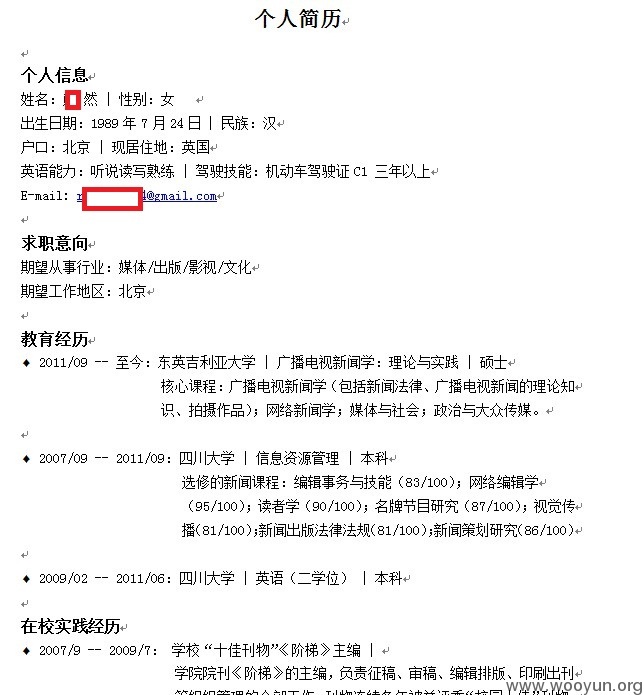 个人简历
个人信息
姓名： 然 | 性别：女
出生日期：1989 年 7 月 24 日 | 民族：汉
户口：北京 | 现居住地：英国
英语能力：听说读写熟练 | 驾驶技能：机动车驾驶证 C1 三年以上
E-mail: 4@gmail.com
求职意向
期望从事行业：媒体/出版/影视/文化
期望工作地区：北京
教育经历
♦ 2011/09 -- 至今：东英吉利亚大学 | 广播电视新闻学：理论与实践 | 硕士
核心课程：广播电视新闻学（包括新闻法律、广播电视新闻的理论知
识、拍摄作品）；网络新闻学；媒体与社会；政治与大众传媒。
♦ 2007/09 -- 2011/09：四川大学 | 信息资源管理 | 本科
选修的新闻课程：编辑事务与技能（83/100）；网络编辑学
（95/100）；读者学（90/100）；名牌节目研究（87/100）；视觉传
播(81/100)；新闻出版法律法规(81/100)；新闻策划研究(86/100)
♦ 2009/02 -- 2011/06：四川大学 | 英语（二学位） | 本科
在校实践经历
♦ 2007/9 -- 2009/7： 学校“十佳刊物”《阶梯》主编 |
学院院刊《阶梯》的主编，负责征稿、审稿、编辑排版、印刷出刊
www.wooyun.org